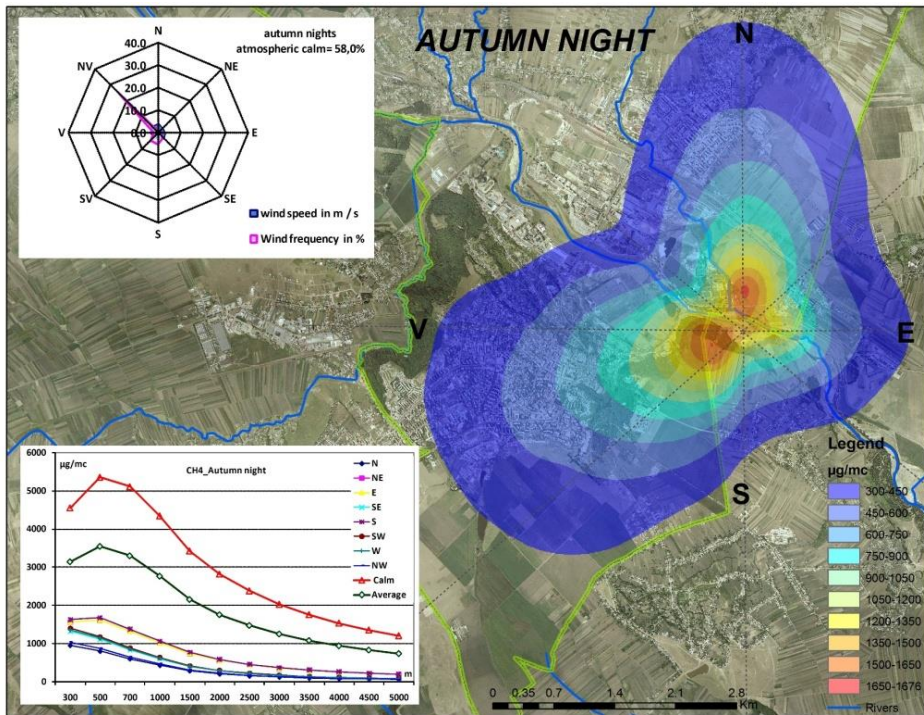 AUTUMN NIGHT
autumn nights
atmospheric calm= 58,0%
N
NE
E
SE
S
SV
V
NV
40.0
30.0
20.0
10.0
0.0
wind speed in m / s
Wind frequency in %
N
V
E
S
µg/mc
CH4_Autumn night
6000
5000
4000
3000
2000
1000
0
300 500 700 1000 1500 2000 2500 3000 3500 4000 4500 5000
m
N
NE
E
SE
S
SW
W
NW
Calm
Average
Legend
µg/mc
300-450
450-600
600-750
750-900
900-1050
1050-1200
1200-1350
1350-1500
1500-1650
1650-1676
Rivers
0 0.35 0.7 1.4 2.1 2.8
Km